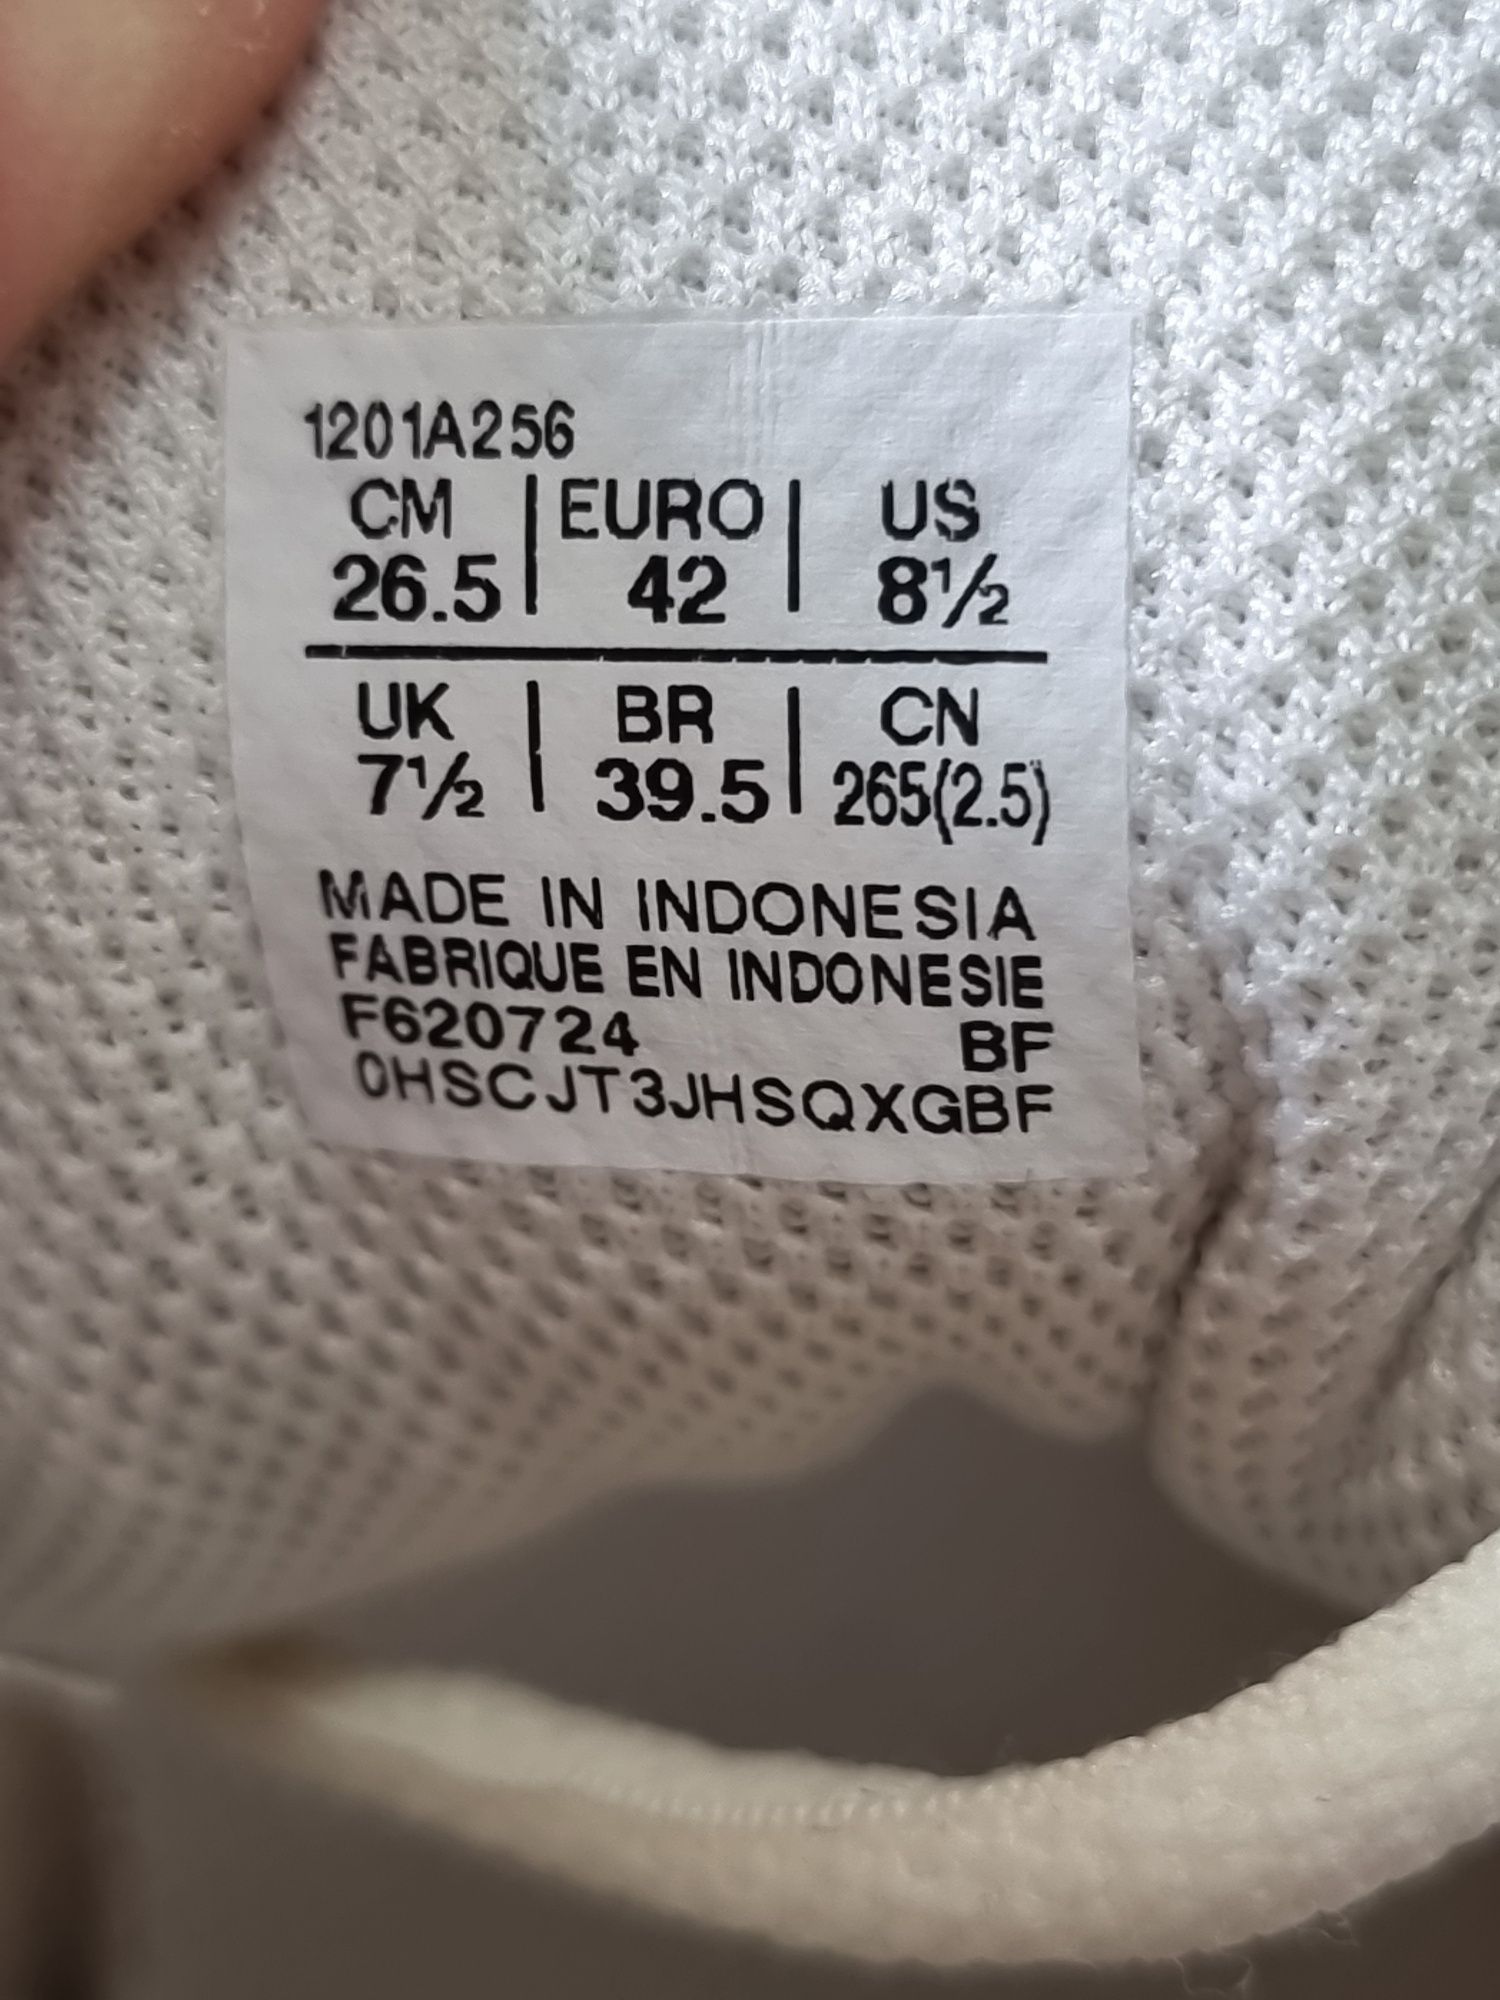 1201A256
CM | EURO | US
26.5 | 42 | 8½
UK | BR | CN
7½ | 39.5 | 265(2.5)
MADE IN INDONESIA
FABRIQUE EN INDONESIE
F620724 BF
0HSCJT3JHSQXGBF